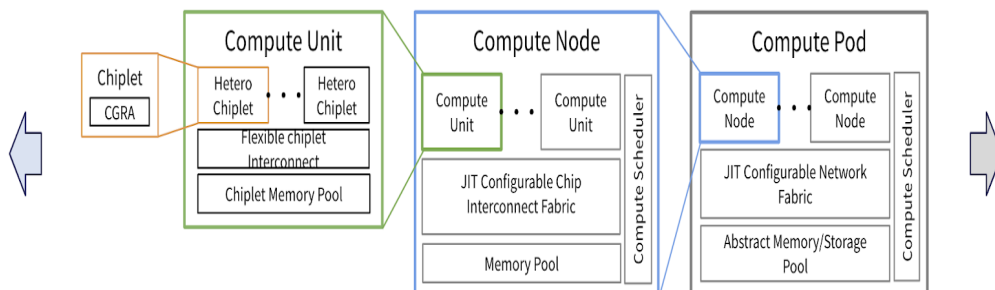 Chiplet
CGRA
Compute Unit
Hetero
Chiplet
Hetero
Chiplet
Flexible chiplet
Interconnect
Chiplet Memory Pool
Compute Node
Compute
Unit
Compute
Unit
JIT Configurable Chip
Interconnect Fabric
Memory Pool
Compute Scheduler
Compute Pod
Compute
Node
Compute
Node
JIT Configurable Network
Fabric
Abstract Memory/Storage
Pool
Compute Scheduler